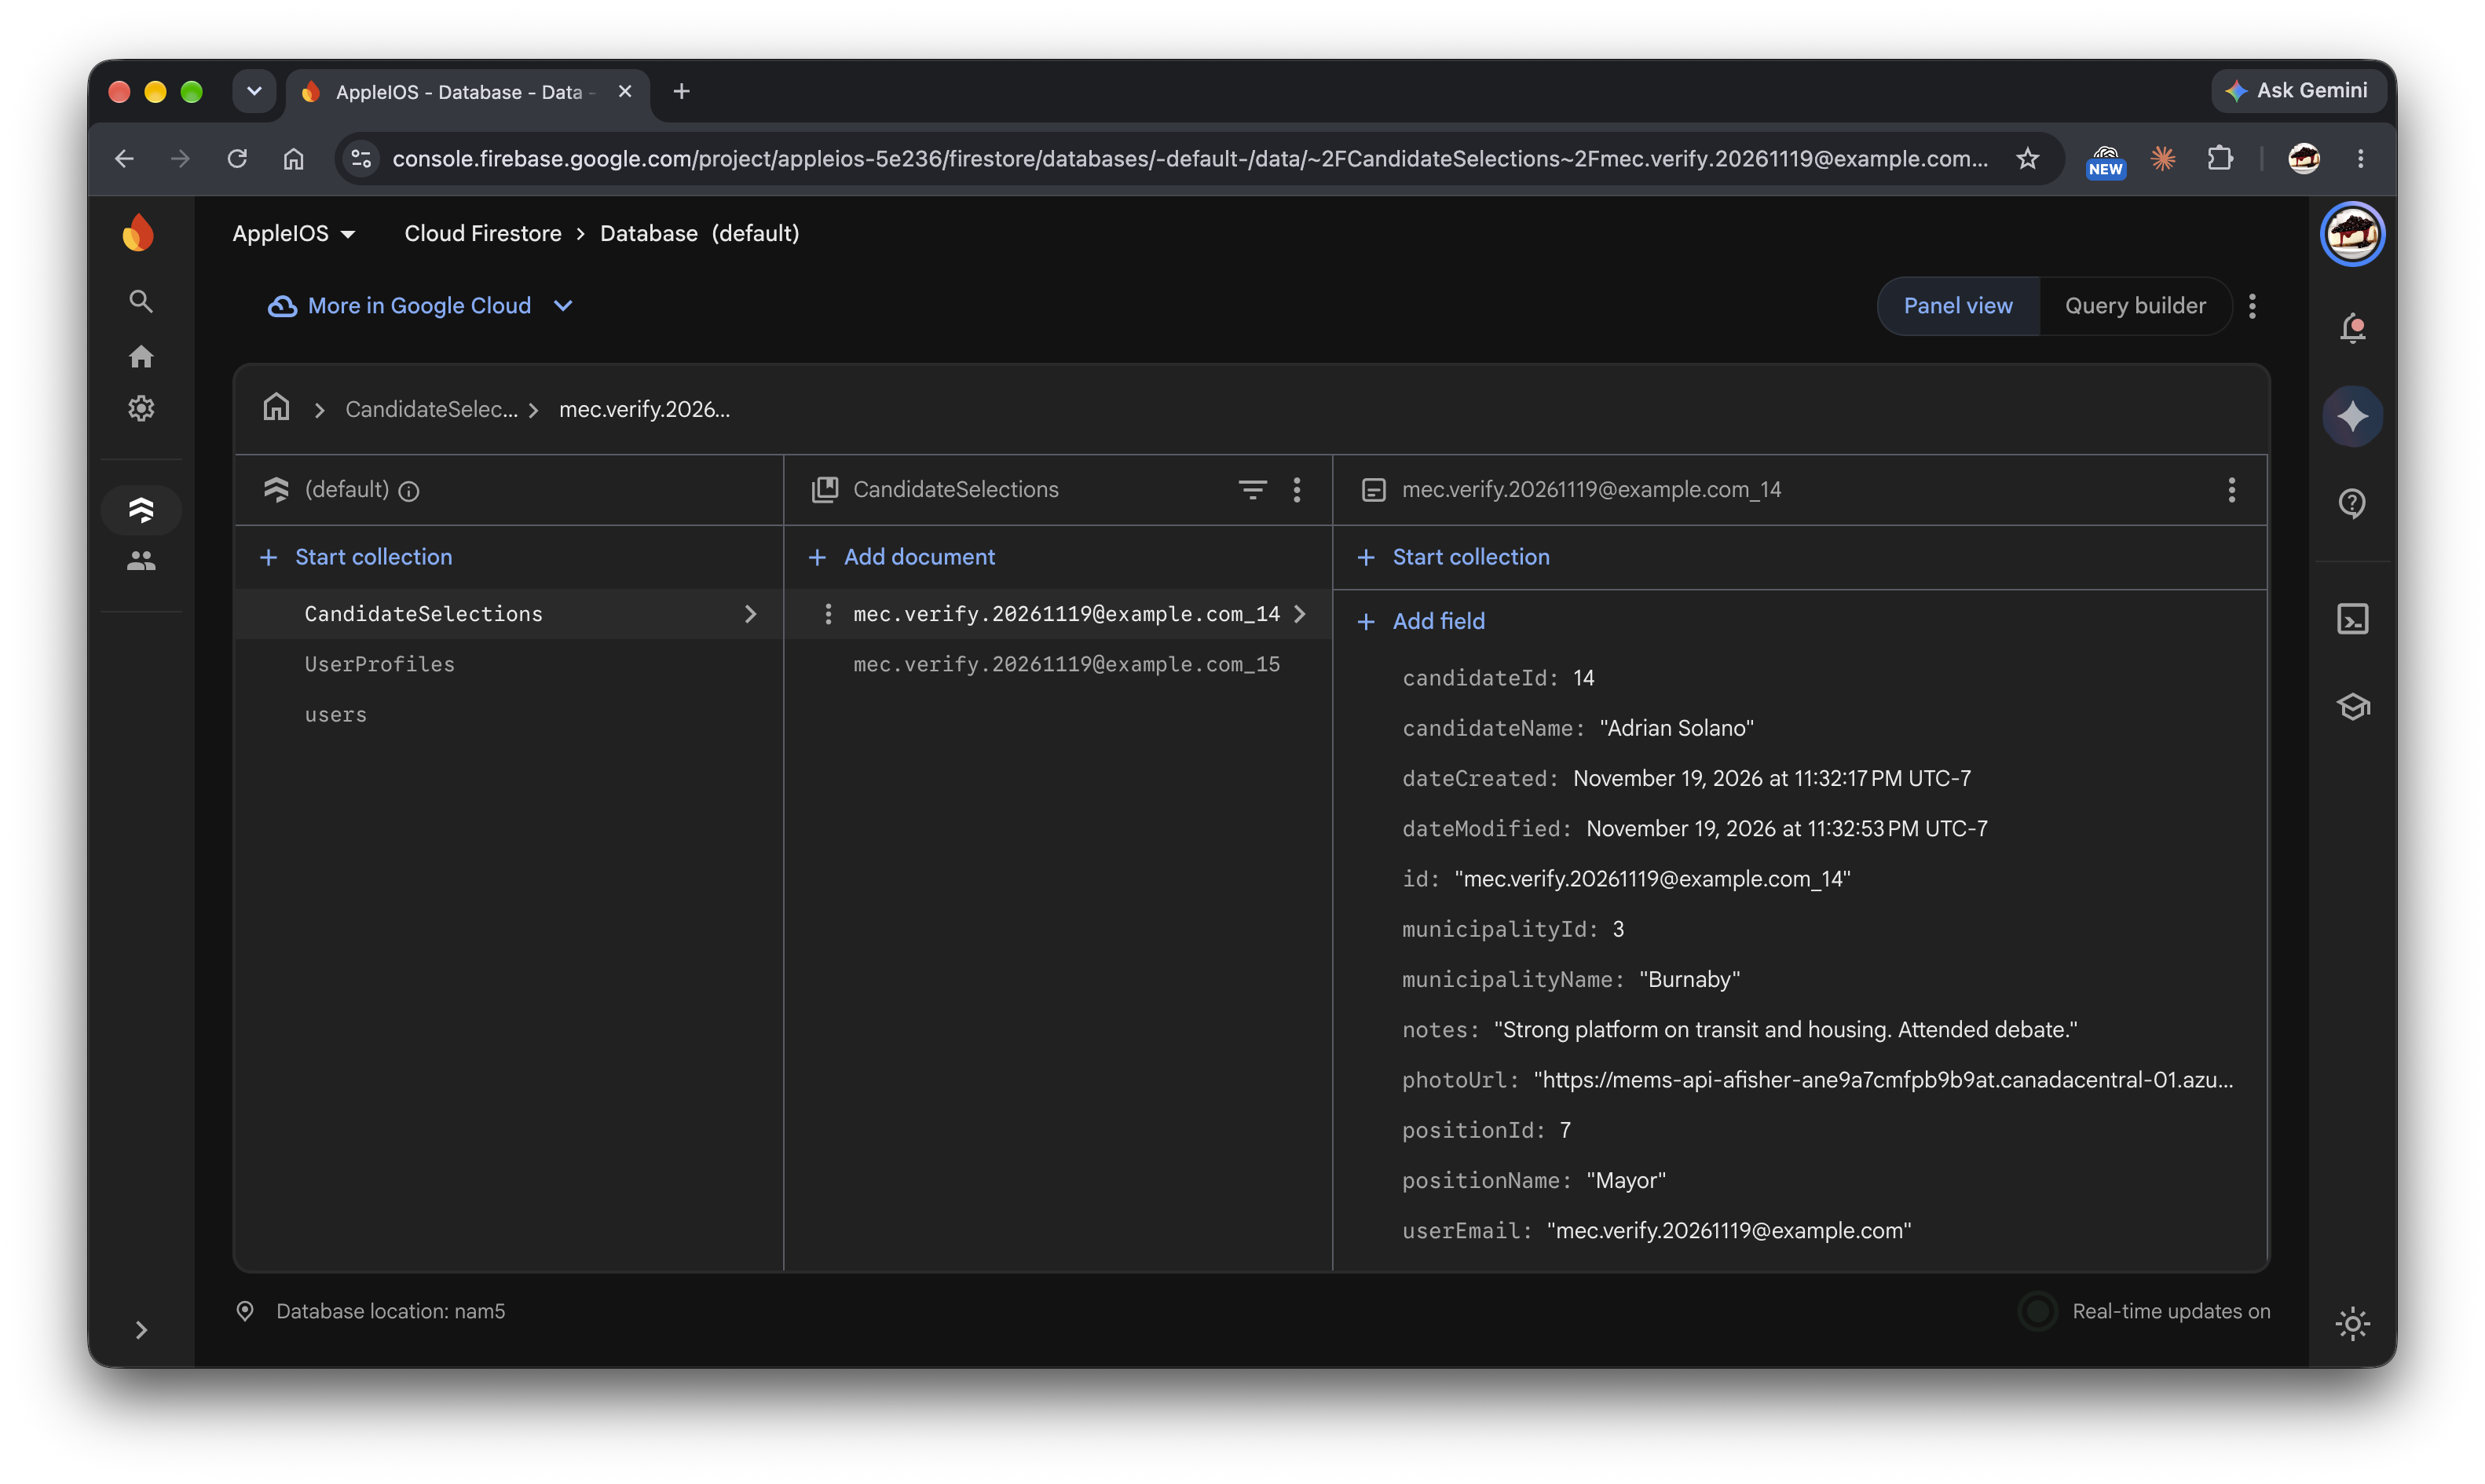 AppleIOS - Database - Data -
Ask Gemini
console.firebase.google.com/project/appleios-5e236/firestore/databases/-default-/data/~2FCandidateSelections~2Fmec.verify.20261119@example.com...
NEW
AppleIOS
Cloud Firestore > Database (default)
More in Google Cloud
Panel view
Query builder
CandidateSelec... > mec.verify.2026...
(default)
CandidateSelections
mec.verify.20261119@example.com_14
+ Start collection
+ Add document
+ Start collection
CandidateSelections
UserProfiles
users
mec.verify.20261119@example.com_14
mec.verify.20261119@example.com_15
+ Add field
candidateId: 14
candidateName: "Adrian Solano"
dateCreated: November 19, 2026 at 11:32:17 PM UTC-7
dateModified: November 19, 2026 at 11:32:53 PM UTC-7
id: "mec.verify.20261119@example.com_14"
municipalityId: 3
municipalityName: "Burnaby"
notes: "Strong platform on transit and housing. Attended debate."
photoUrl: "https://mems-api-afisher-ane9a7cmfpb9b9at.canadacentral-01.azu...
positionId: 7
positionName: "Mayor"
userEmail: "mec.verify.20261119@example.com"
Database location: nam5
Real-time updates on